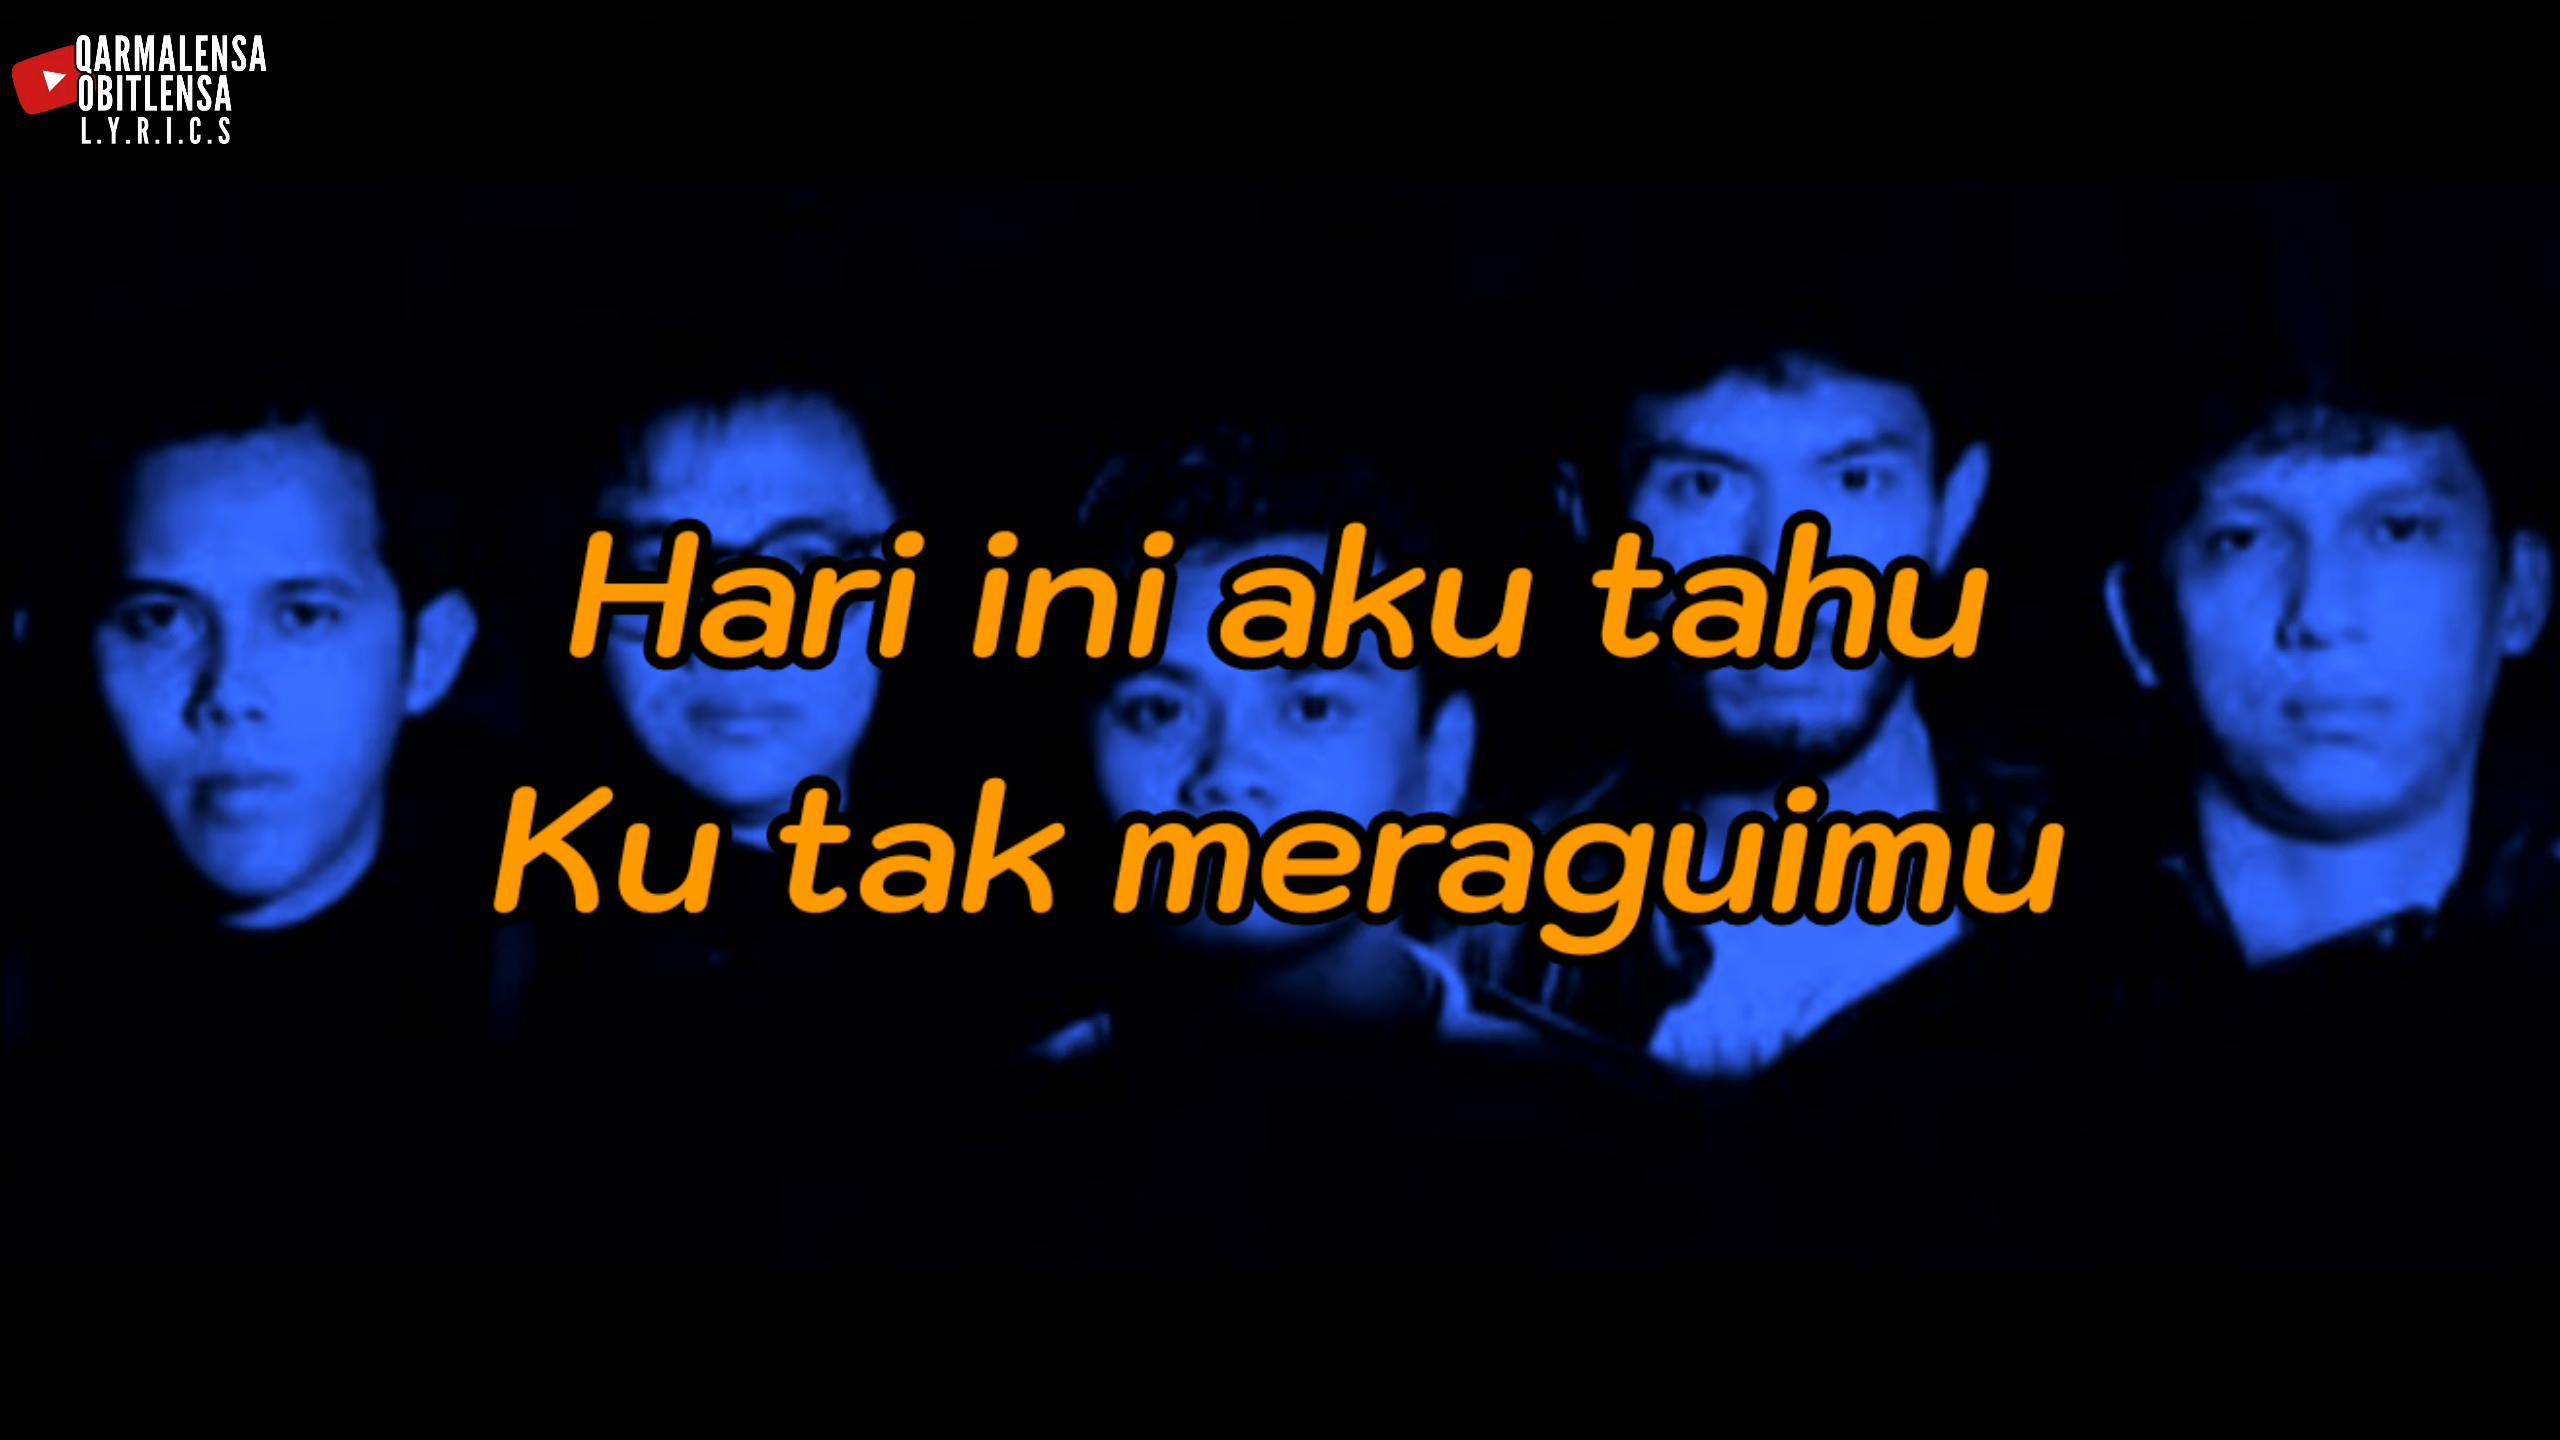 QARMALENSA
OBITLENSA
L.Y.R.I.C.S
Hari ini aku tahu
Ku tak meraguimu